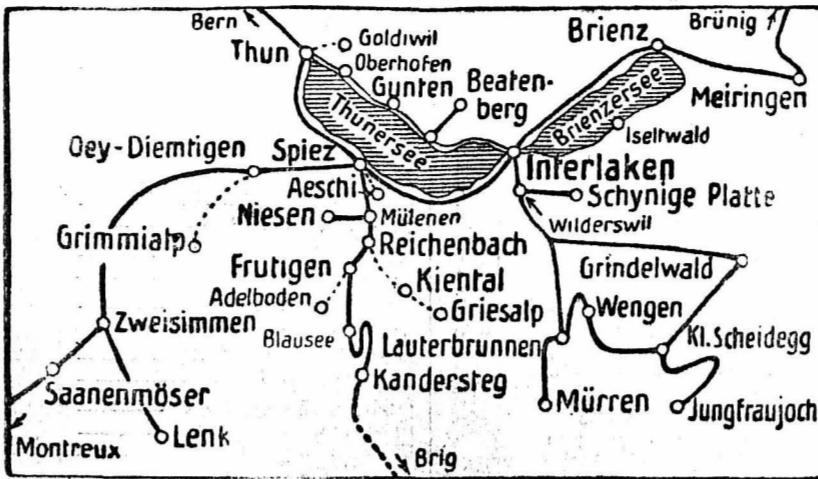 Bern
Brünig
Thun
Goldiwil
Brienz
Oberhofen
Gunten
Beaten-
berg
Meiringen
Thunersee
Brienzersee
Iseltwald
Oey-Diemtigen
Spiez
Interlaken
Aeschi
Schynige Platte
Niesen
Mülenen
Wilderswil
Grimmialp
Reichenbach
Grindelwald
Frutigen
Kiental
Adelboden
Griesalp
Wengen
Zweisimmen
Blausee
Lauterbrunnen
Kl. Scheidegg
Kandersteg
Saanenmöser
Mürren
Jungfraujoch
Lenk
Montreux
Brig